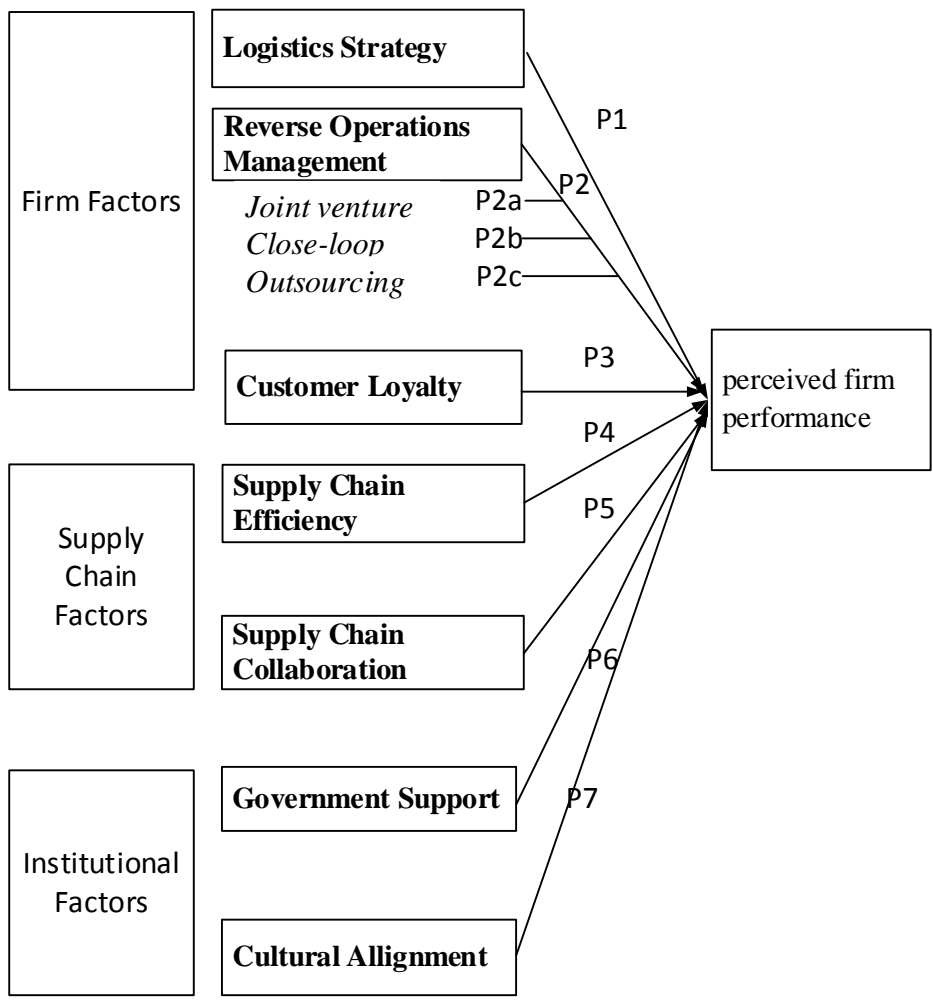 Logistics Strategy
P1
Reverse Operations
Management
P2
Firm Factors
Joint venture
P2a
Close-loop
P2b
Outsourcing
P2c
P3
Customer Loyalty
perceived firm
performance
P4
Supply Chain
Efficiency
P5
Supply
Chain
Factors
Supply Chain
Collaboration
P6
Government Support
P7
Institutional
Factors
Cultural Allignment